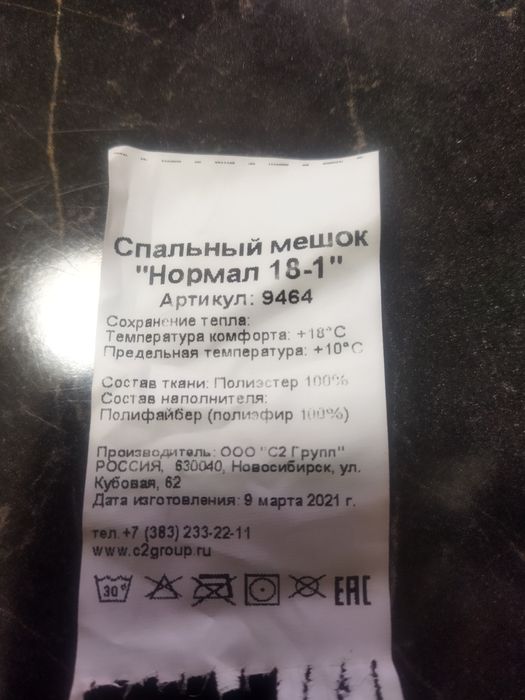 Спальный мешок
"Нормал 18-1"
Артикул: 9464
Сохранение тепла:
Температура комфорта: +18°C
Предельная температура: +10°C
Состав ткани: Полиэстер 100%
Состав наполнителя:
Полифайбер (полиэфир 100%)
Производитель: ООО "С2 Групп"
РОССИЯ, 630040, Новосибирск, ул.
Кубовая, 62
Дата изготовления: 9 марта 2021 г.
тел.+7 (383) 233-22-11
www.c2group.ru
30° EAC